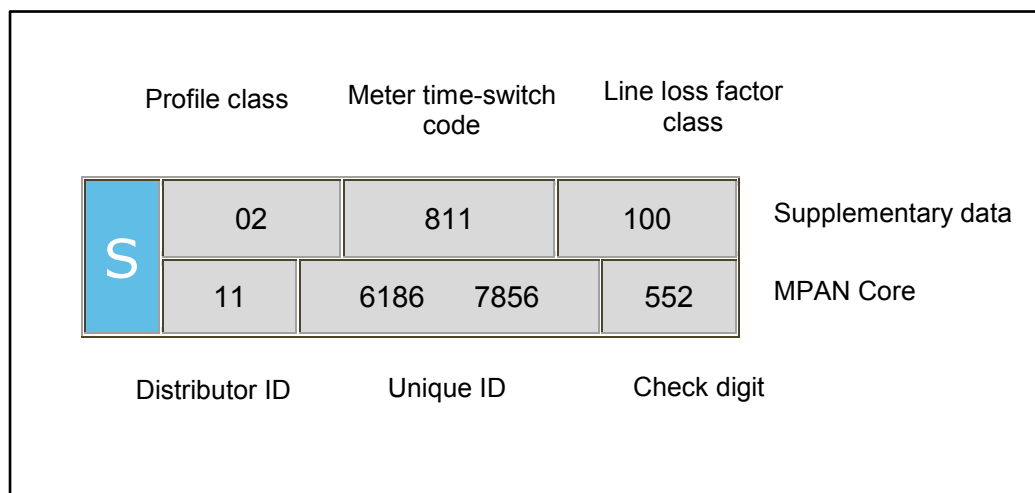 Profile class
Meter time-switch
code
Line loss factor
class
S
02 811 100
Supplementary data
11 6186 7856 552
MPAN Core
Distributor ID Unique ID Check digit